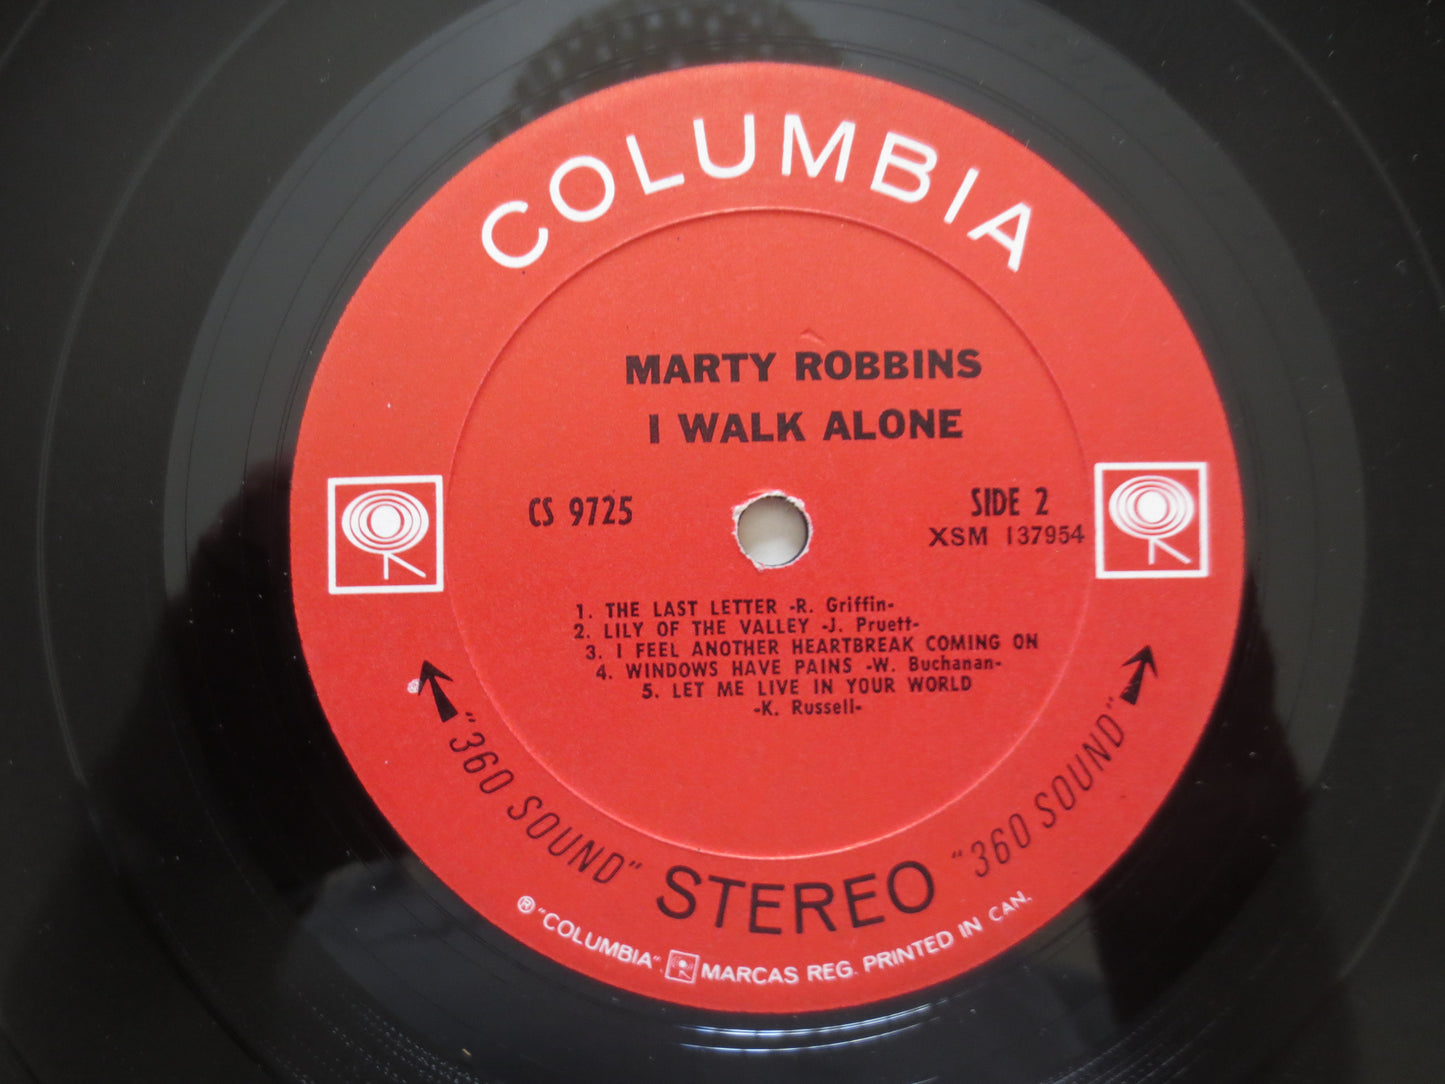 COLUMBIA
MARTY ROBBINS
I WALK ALONE
CS 9725
SIDE 2
XSM 137954
1. THE LAST LETTER -R. Griffin-
2. LILY OF THE VALLEY -J. Pruett-
3. I FEEL ANOTHER HEARTBREAK COMING ON
4. WINDOWS HAVE PAINS -W. Buchanan-
5. LET ME LIVE IN YOUR WORLD
-K. Russell-
"360 SOUND" STEREO "360 SOUND"
® "COLUMBIA", MARCAS REG. PRINTED IN CAN.